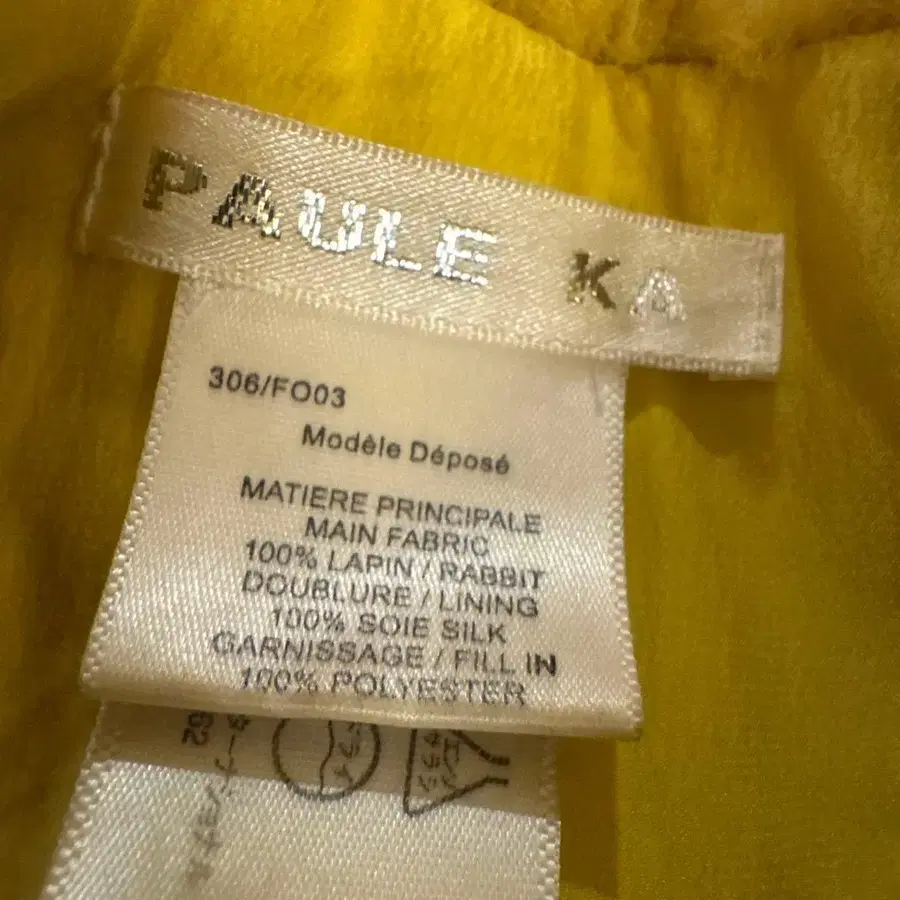 PAULE KA
306/FO03
Modèle Déposé
MATIERE PRINCIPALE
MAIN FABRIC
100% LAPIN / RABBIT
DOUBLURE / LINING
100% SOIE SILK
GARNISSAGE / FILL IN
100% POLYESTER